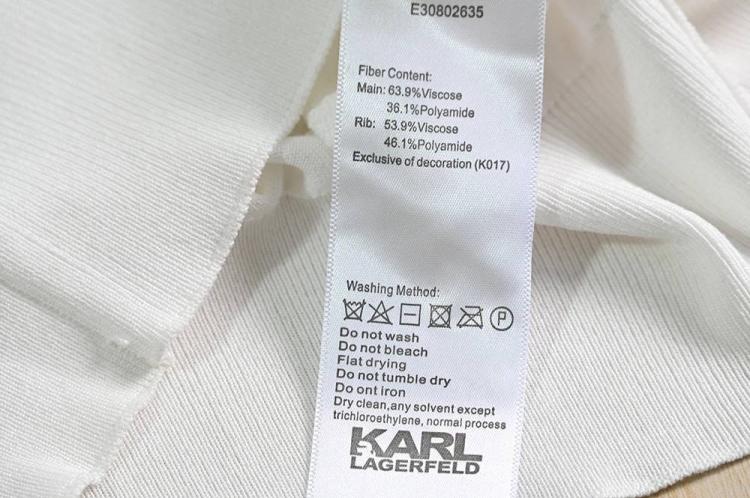 E30802635
Fiber Content:
Main: 63.9%Viscose
36.1%Polyamide
Rib: 53.9%Viscose
46.1%Polyamide
Exclusive of decoration (K017)
Washing Method:
P
Do not wash
Do not bleach
Flat drying
Do not tumble dry
Do ont iron
Dry clean,any solvent except
trichloroethylene, normal process
KARL
LAGERFELD